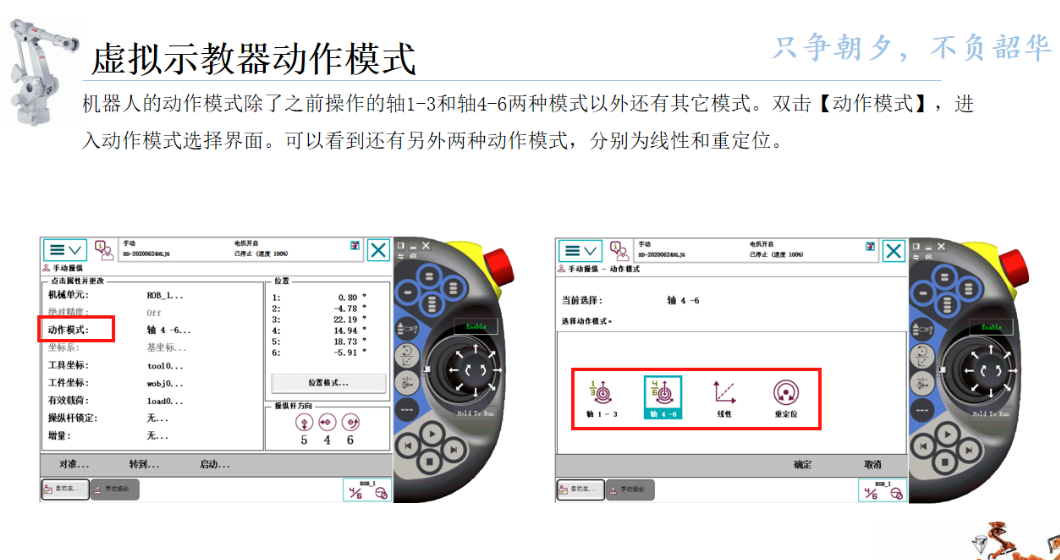 虚拟示教器动作模式
只争朝夕，不负韶华
机器人的动作模式除了之前操作的轴1-3和轴4-6两种模式以外还有其它模式。双击【动作模式】，进
入动作模式选择界面。可以看到还有另外两种动作模式，分别为线性和重定位。
手动 电机开启
已停止 (速度 100%)
手动操纵
点击属性并更改
机械单元: ROB_1...
绝对精度: Off
动作模式: 轴 4 -6...
坐标系: 基坐标...
工具坐标: tool0...
工件坐标: wobj0...
有效载荷: load0...
操纵杆锁定: 无...
增量: 无...
位置
1: 0.80 °
2: -4.78 °
3: 22.19 °
4: 14.94 °
5: 18.73 °
6: -5.91 °
位置格式...
操纵杆方向
5 4 6
对准... 转到... 启动...
手动操纵
ROB_1
Enable
Hold To Run
手动 电机开启
已停止 (速度 100%)
手动操纵 - 动作模式
当前选择: 轴 4 -6
选择动作模式。
轴 1 - 3 轴 4 -6 线性 重定位
确定 取消
手动操纵
ROB_1
Enable
Hold To Run